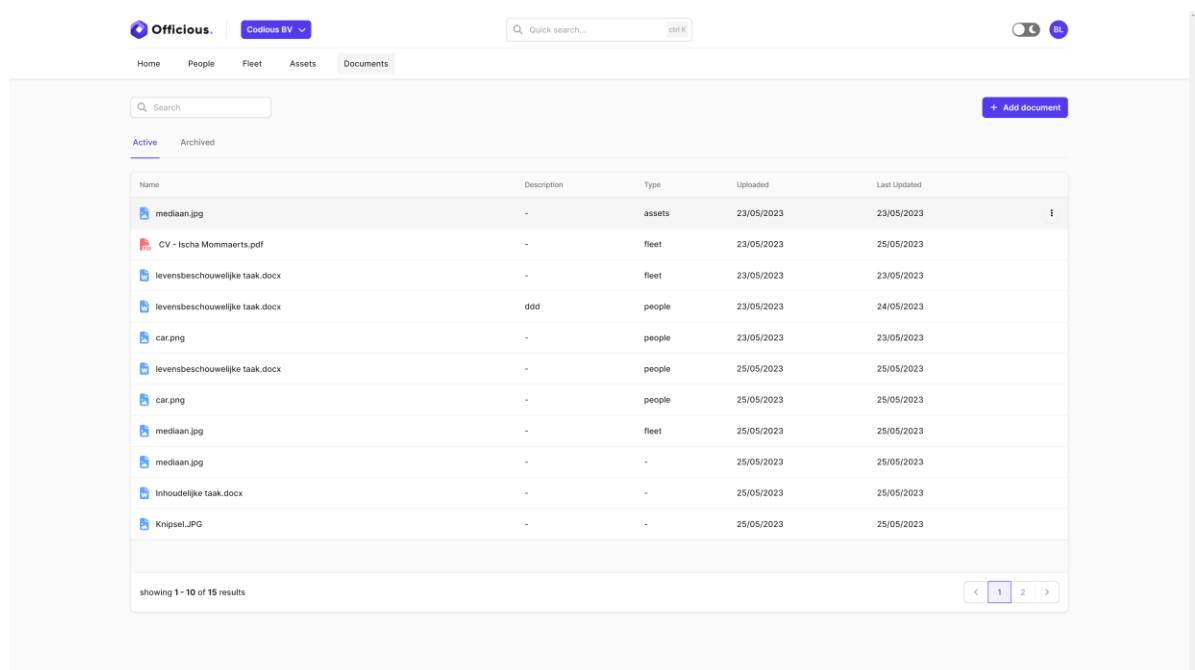 Officious. Codious BV Quick search... ctrl K BL
Home People Fleet Assets Documents
Search + Add document
Active Archived
Name Description Type Uploaded Last Updated
mediaan.jpg - assets 23/05/2023 23/05/2023
CV - Ischa Mommaerts.pdf - fleet 23/05/2023 25/05/2023
levensbeschouwelijke taak.docx - fleet 23/05/2023 23/05/2023
levensbeschouwelijke taak.docx ddd people 23/05/2023 24/05/2023
car.png - people 23/05/2023 23/05/2023
levensbeschouwelijke taak.docx - people 25/05/2023 25/05/2023
car.png - people 25/05/2023 25/05/2023
mediaan.jpg - fleet 25/05/2023 25/05/2023
mediaan.jpg - - 25/05/2023 25/05/2023
Inhoudelijke taak.docx - - 25/05/2023 25/05/2023
Knipsel.JPG - - 25/05/2023 25/05/2023
showing 1 - 10 of 15 results < 1 2 >